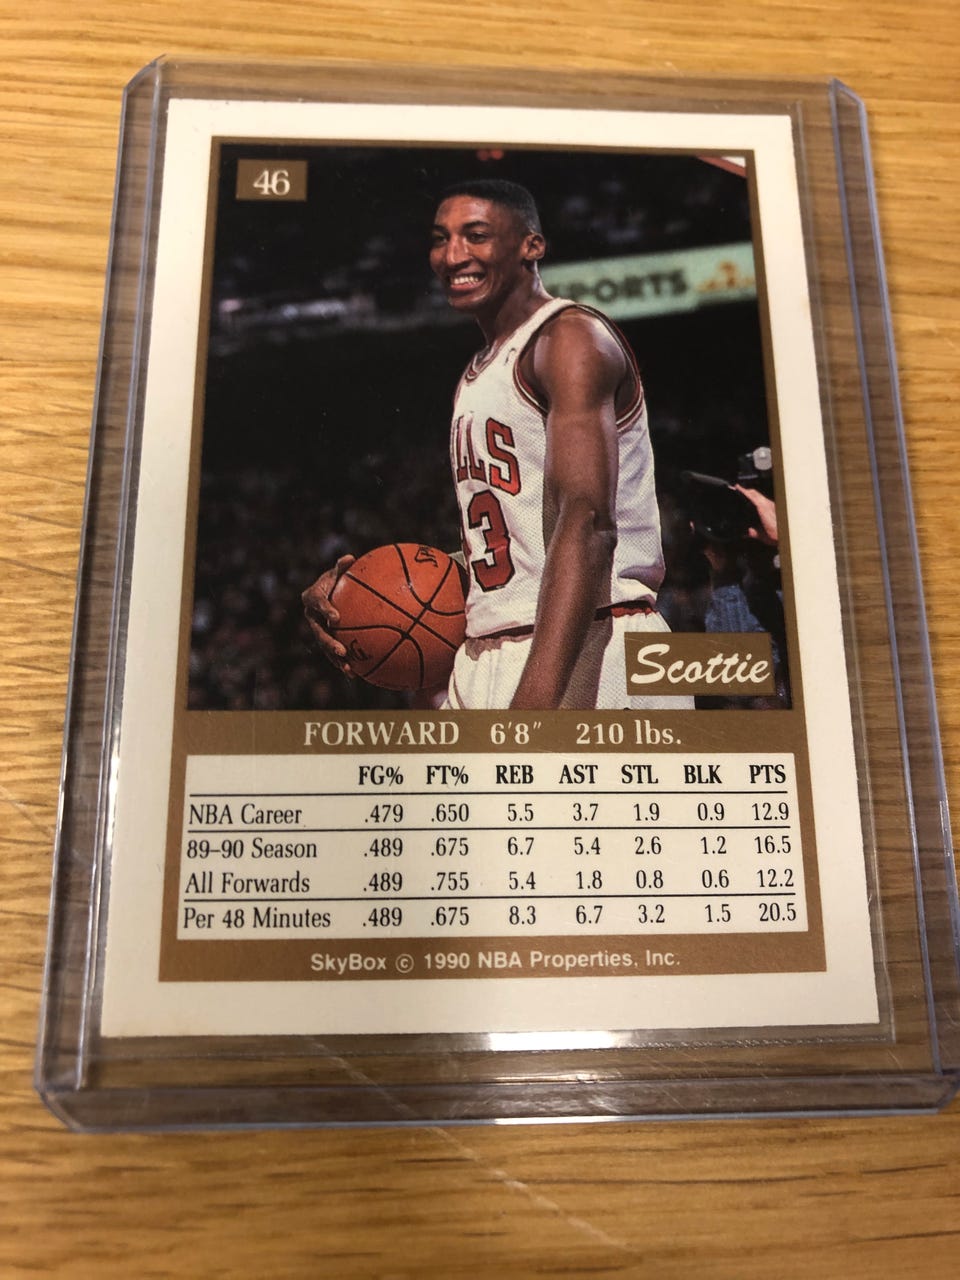 46
SPORTS
LLS
3
Scottie
FORWARD 6'8" 210 lbs.
FG% FT% REB AST STL BLK PTS
NBA Career .479 .650 5.5 3.7 1.9 0.9 12.9
89–90 Season .489 .675 6.7 5.4 2.6 1.2 16.5
All Forwards .489 .755 5.4 1.8 0.8 0.6 12.2
Per 48 Minutes .489 .675 8.3 6.7 3.2 1.5 20.5
SkyBox © 1990 NBA Properties, Inc.